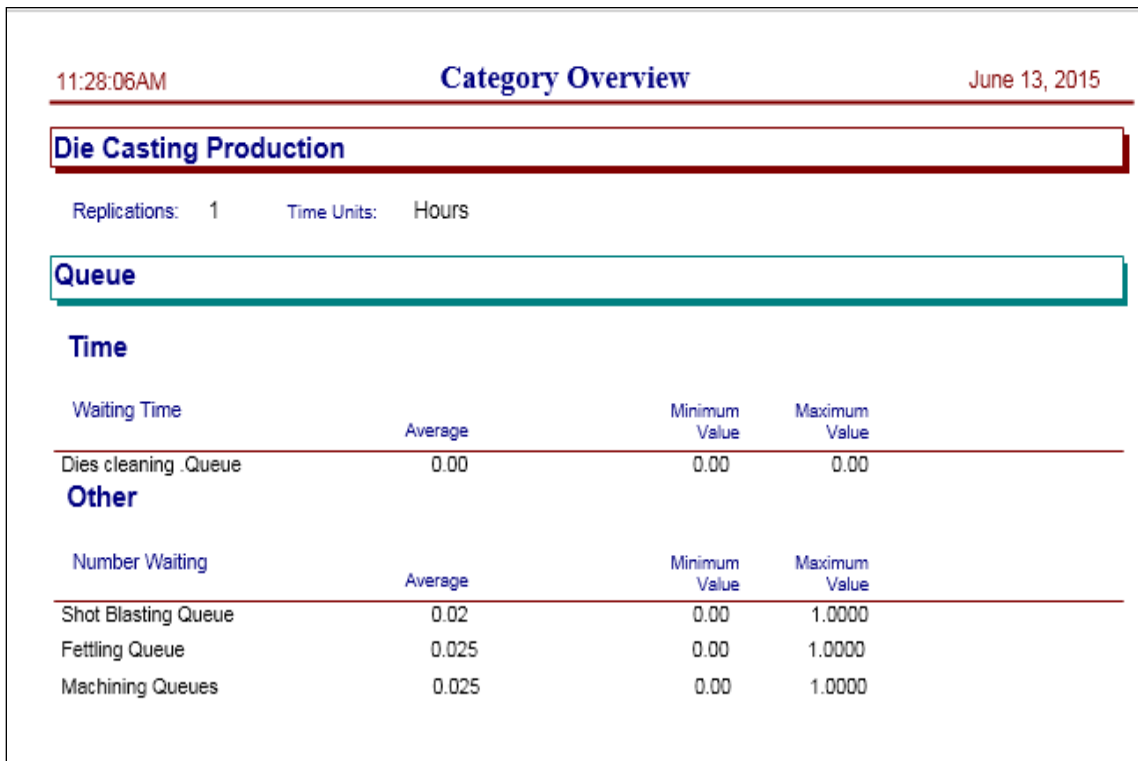 11:28:06AM Category Overview June 13, 2015
Die Casting Production
Replications: 1 Time Units: Hours
Queue
Time
Waiting Time Average Minimum Value Maximum Value
Dies cleaning .Queue 0.00 0.00 0.00
Other
Number Waiting Average Minimum Value Maximum Value
Shot Blasting Queue 0.02 0.00 1.0000
Fettling Queue 0.025 0.00 1.0000
Machining Queues 0.025 0.00 1.0000